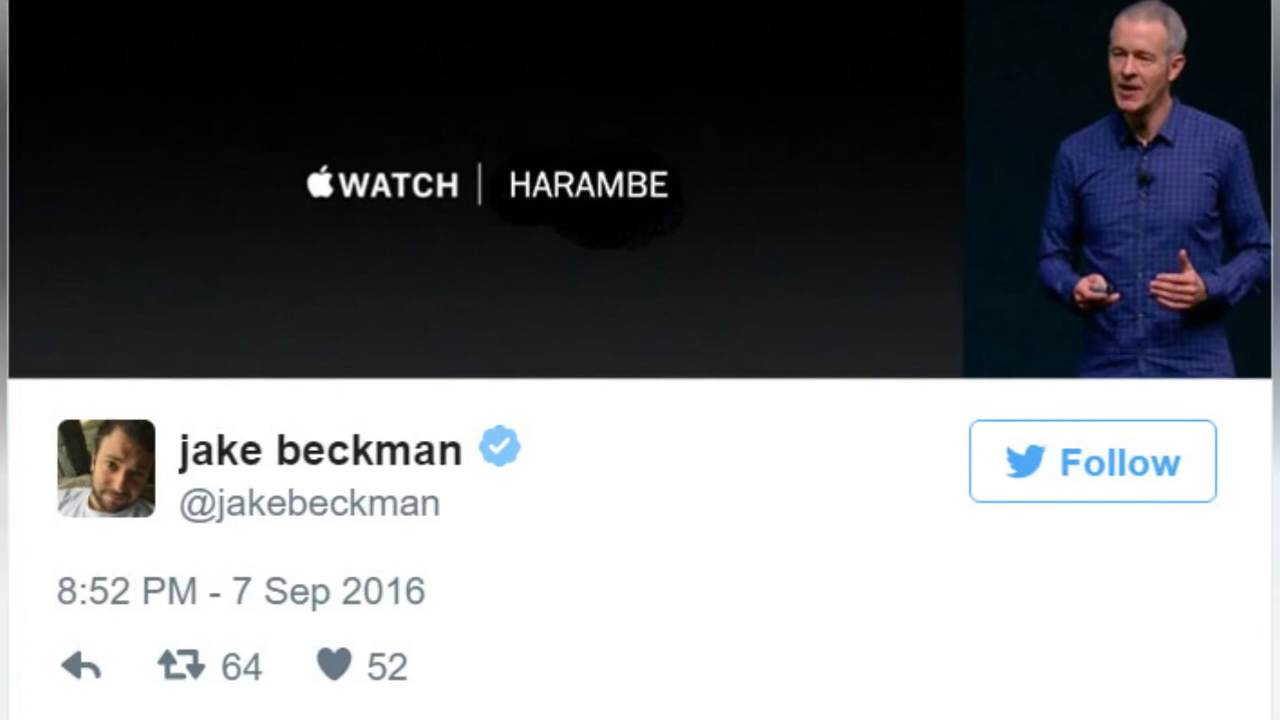 WATCH | HARAMBE
jake beckman
@jakebeckman
Follow
8:52 PM - 7 Sep 2016
64 52